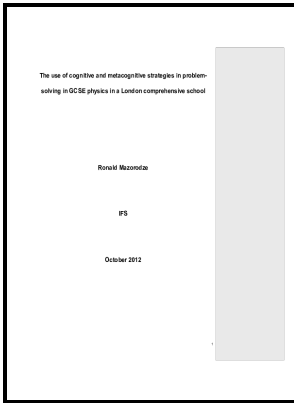 The use of cognitive and metacognitive strategies in problem-
solving in GCSE physics in a London comprehensive school
Ronald Mazorodze
IFS
October 2012
1